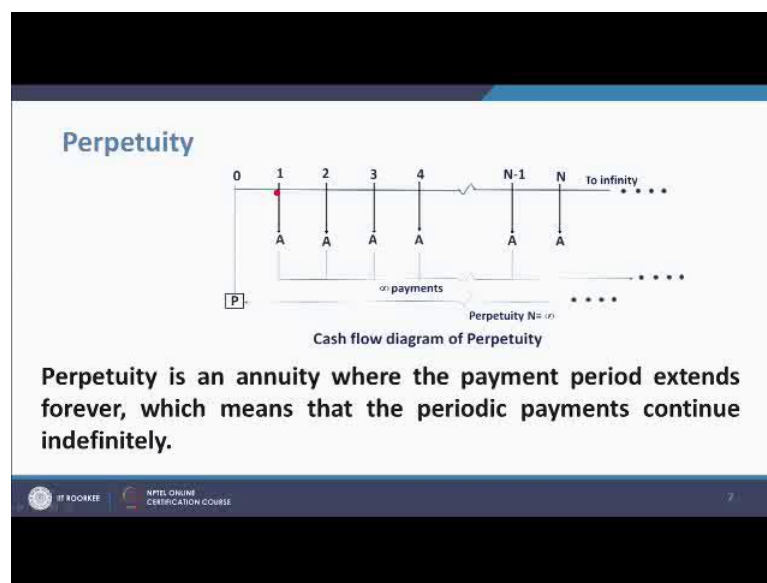 Perpetuity
0 1 2 3 4 N-1 N To infinity
A A A A A A
∞ payments
P
Perpetuity N= ∞
Cash flow diagram of Perpetuity
Perpetuity is an annuity where the payment period extends
forever, which means that the periodic payments continue
indefinitely.
IIT ROORKEE
NPTEL ONLINE
CERTIFICATION COURSE
7